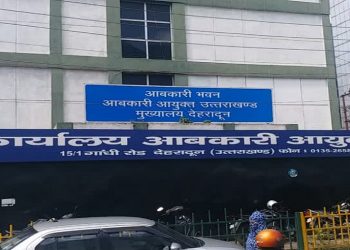 आबकारी भवन
आबकारी आयुक्त उत्तराखण्ड
मुख्यालय देहरादून
कार्यालय आबकारी आयु
15/1 गांधी रोड देहरादून (उत्तराखण्ड) फोन : 0135-265